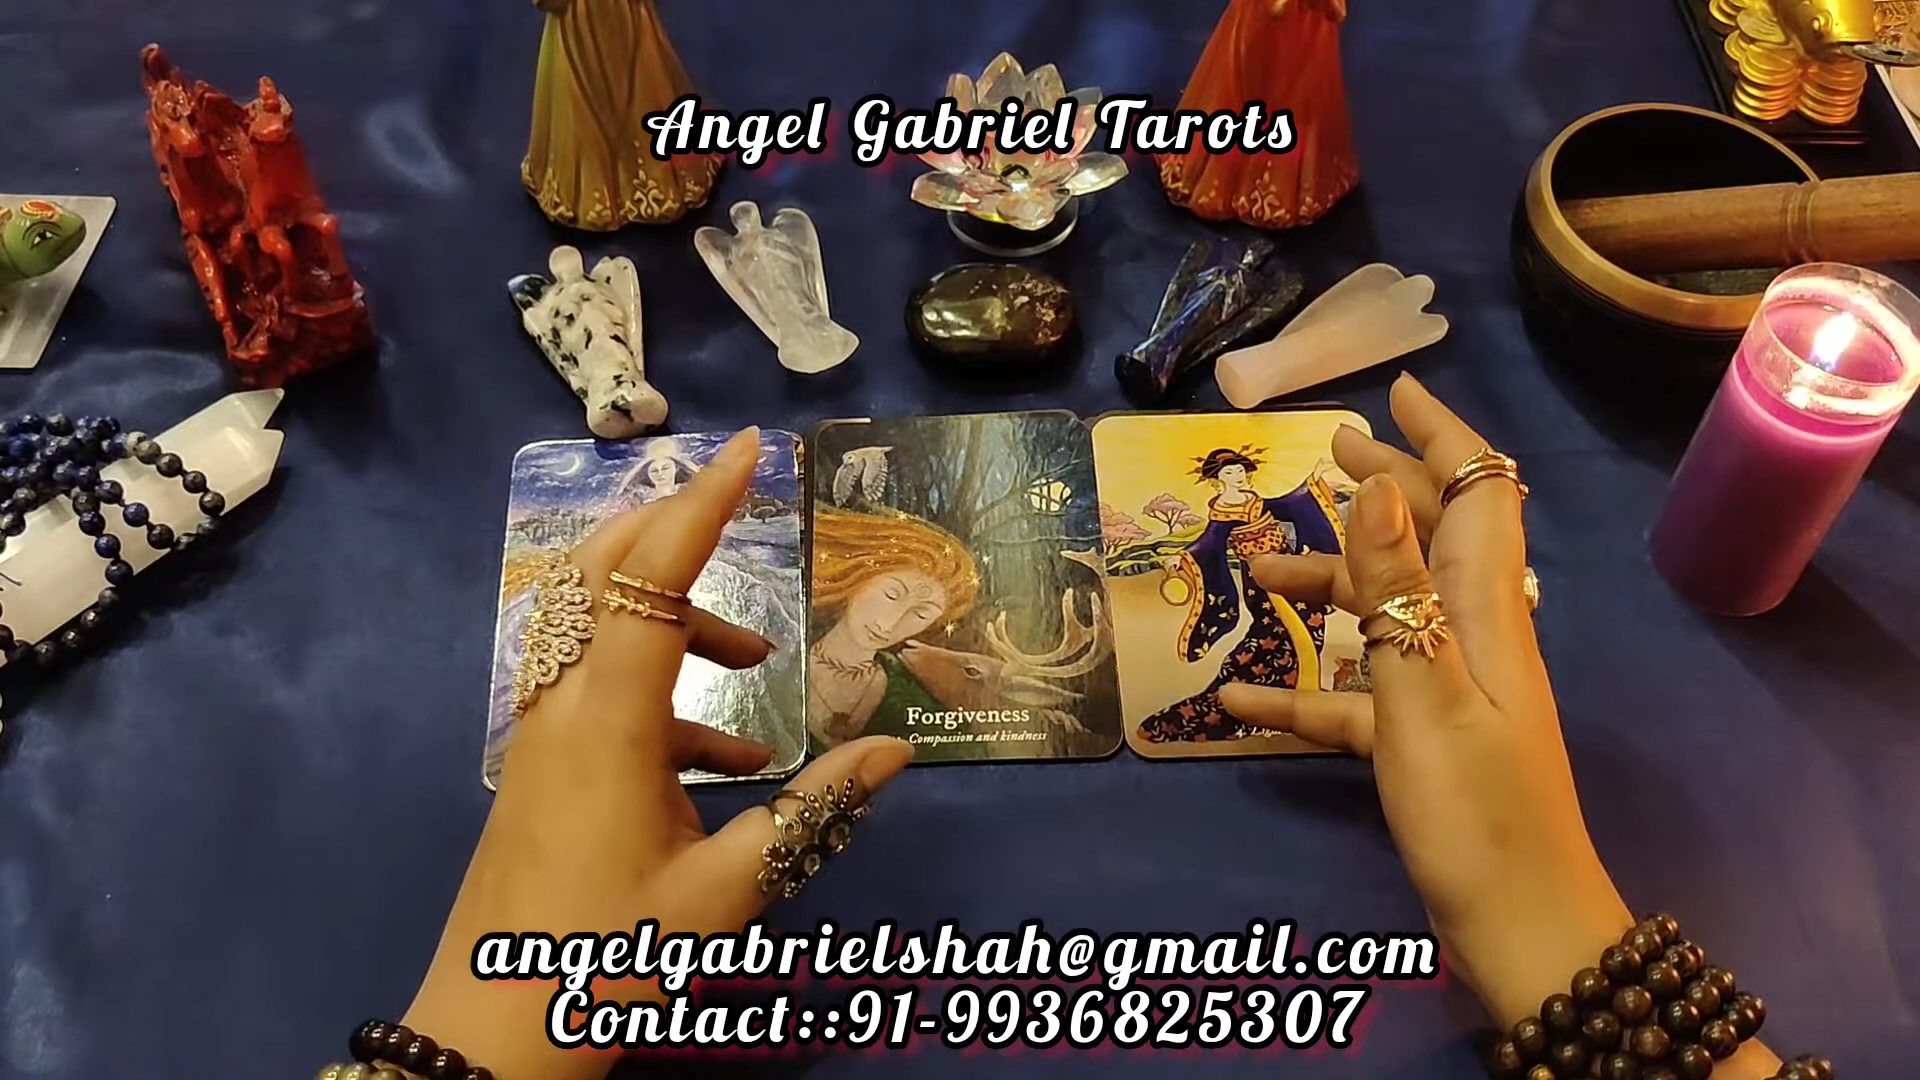 Angel Gabriel Tarots
Forgiveness
Compassion and kindness
angelgabrielshah@gmail.com
Contact::91-9936825307